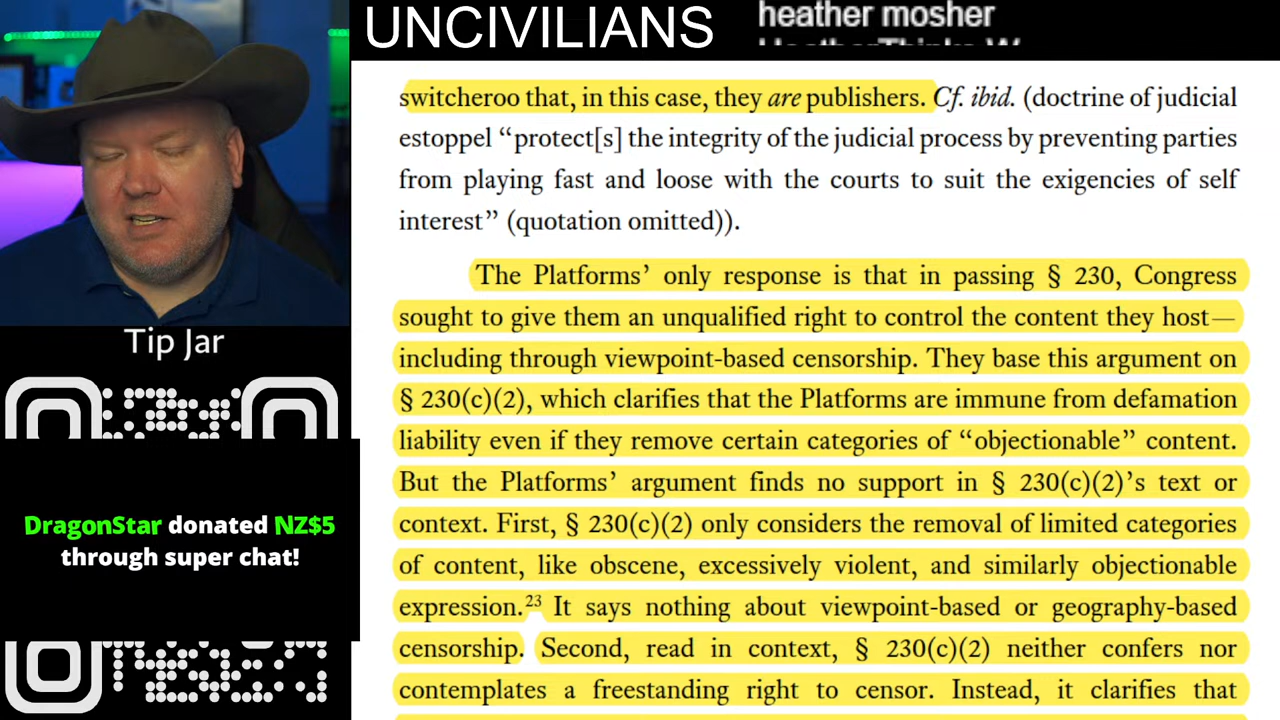 UNCIVILIANS
heather mosher
switcheroo that, in this case, they are publishers. Cf. ibid. (doctrine of judicial
estoppel “protect[s] the integrity of the judicial process by preventing parties
from playing fast and loose with the courts to suit the exigencies of self
interest” (quotation omitted)).
The Platforms’ only response is that in passing § 230, Congress
sought to give them an unqualified right to control the content they host—
including through viewpoint-based censorship. They base this argument on
§ 230(c)(2), which clarifies that the Platforms are immune from defamation
liability even if they remove certain categories of “objectionable” content.
But the Platforms’ argument finds no support in § 230(c)(2)’s text or
context. First, § 230(c)(2) only considers the removal of limited categories
of content, like obscene, excessively violent, and similarly objectionable
expression.23 It says nothing about viewpoint-based or geography-based
censorship. Second, read in context, § 230(c)(2) neither confers nor
contemplates a freestanding right to censor. Instead, it clarifies that
Tip Jar
DragonStar donated NZ$5
through super chat!